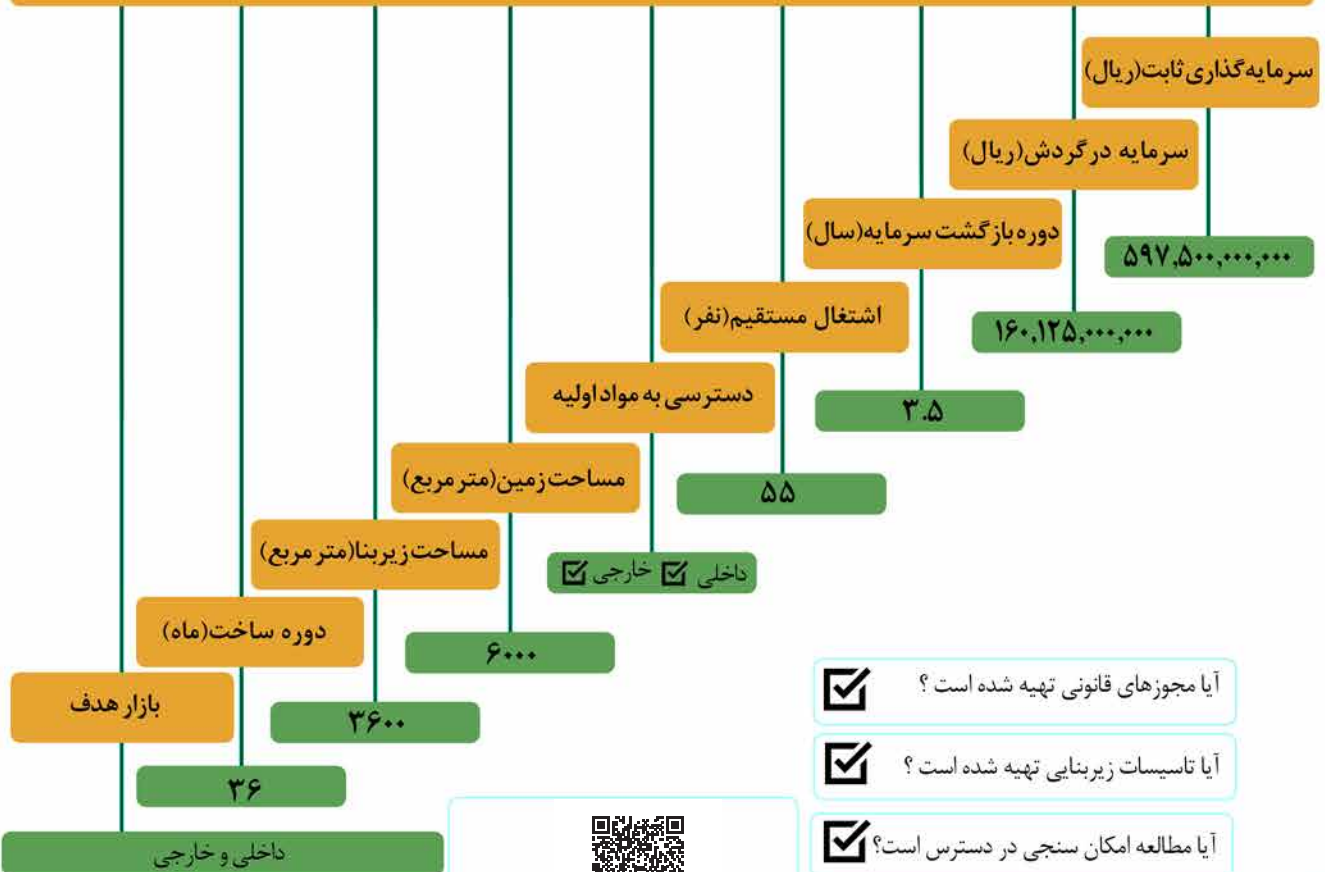 سرمایه‌گذاری ثابت(ریال)
۵۹۷,۵۰۰,۰۰۰,۰۰۰
سرمایه در گردش(ریال)
۱۶۰,۱۲۵,۰۰۰,۰۰۰
دوره بازگشت سرمایه(سال)
۳.۵
اشتغال مستقیم(نفر)
۵۵
دسترسی به مواد اولیه
داخلی ☑ خارجی ☑
مساحت زمین(متر مربع)
۶۰۰۰
مساحت زیربنا(متر مربع)
۳۶۰۰
دوره ساخت(ماه)
۳۶
بازار هدف
داخلی و خارجی
آیا مجوزهای قانونی تهیه شده است ؟ ☑
آیا تاسیسات زیربنایی تهیه شده است ؟ ☑
آیا مطالعه امکان سنجی در دسترس است؟ ☑